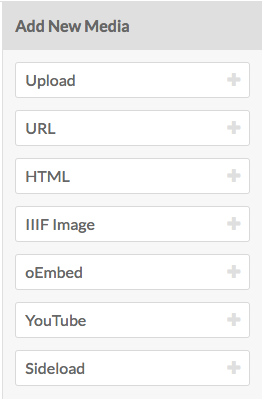 Add New Media
Upload
URL
HTML
IIIF Image
oEmbed
YouTube
Sideload